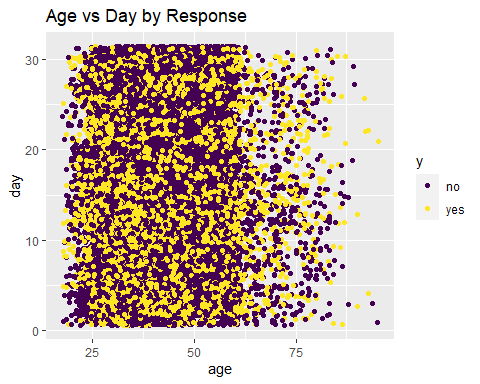 Age vs Day by Response
30
20
10
0
day
25 50 75
age
y
no
yes